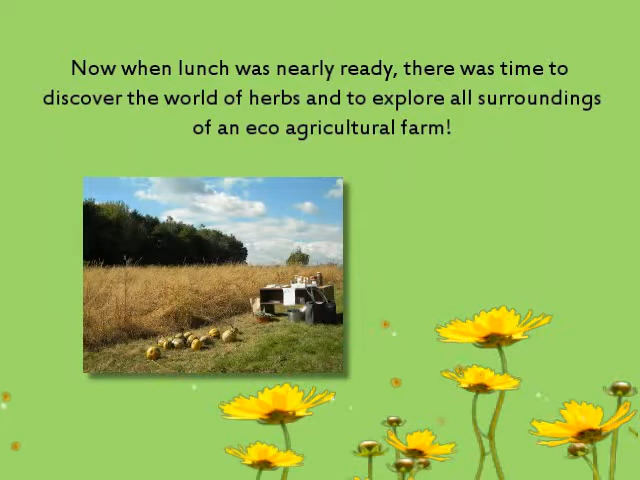 Now when lunch was nearly ready, there was time to
discover the world of herbs and to explore all surroundings
of an eco agricultural farm!